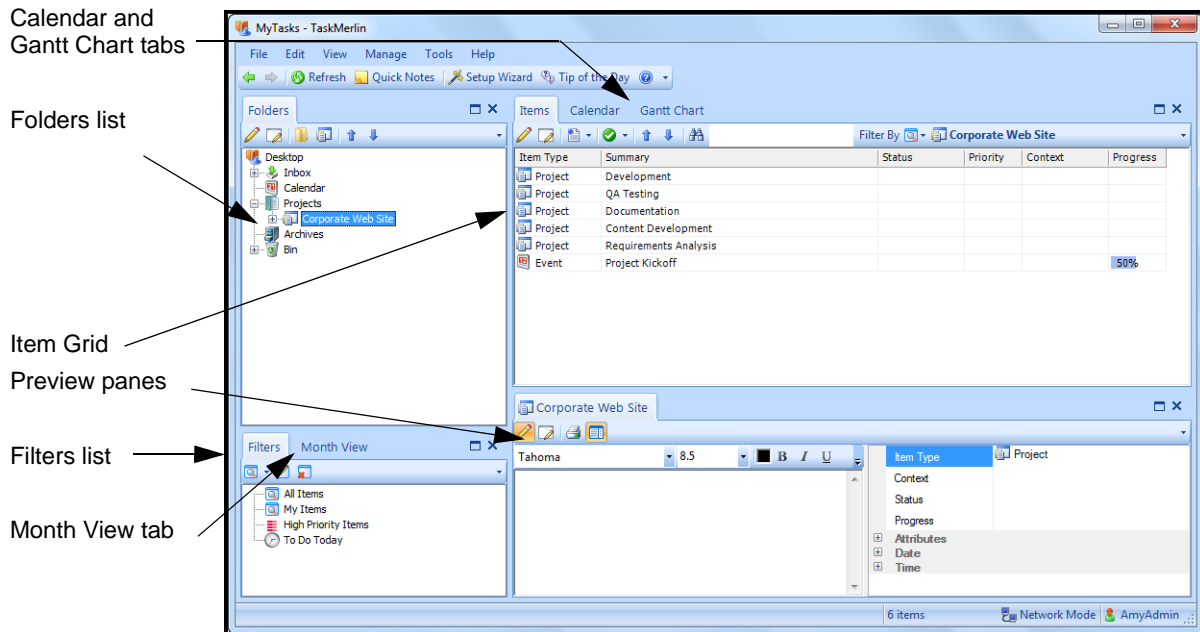 Calendar and
Gantt Chart tabs
Folders list
Item Grid
Preview panes
Filters list
Month View tab
MyTasks - TaskMerlin
File Edit View Manage Tools Help
Refresh Quick Notes Setup Wizard Tip of the Day
Folders
Desktop
Inbox
Calendar
Projects
Corporate Web Site
Archives
Bin
Items Calendar Gantt Chart
Filter By Corporate Web Site
Item Type Summary Status Priority Context Progress
Project Development
Project QA Testing
Project Documentation
Project Content Development
Project Requirements Analysis
Event Project Kickoff 50%
Filters Month View
All Items
My Items
High Priority Items
To Do Today
Corporate Web Site
Tahoma 8.5 B I U
Item Type Project
Context
Status
Progress
Attributes
Date
Time
6 items Network Mode AmyAdmin